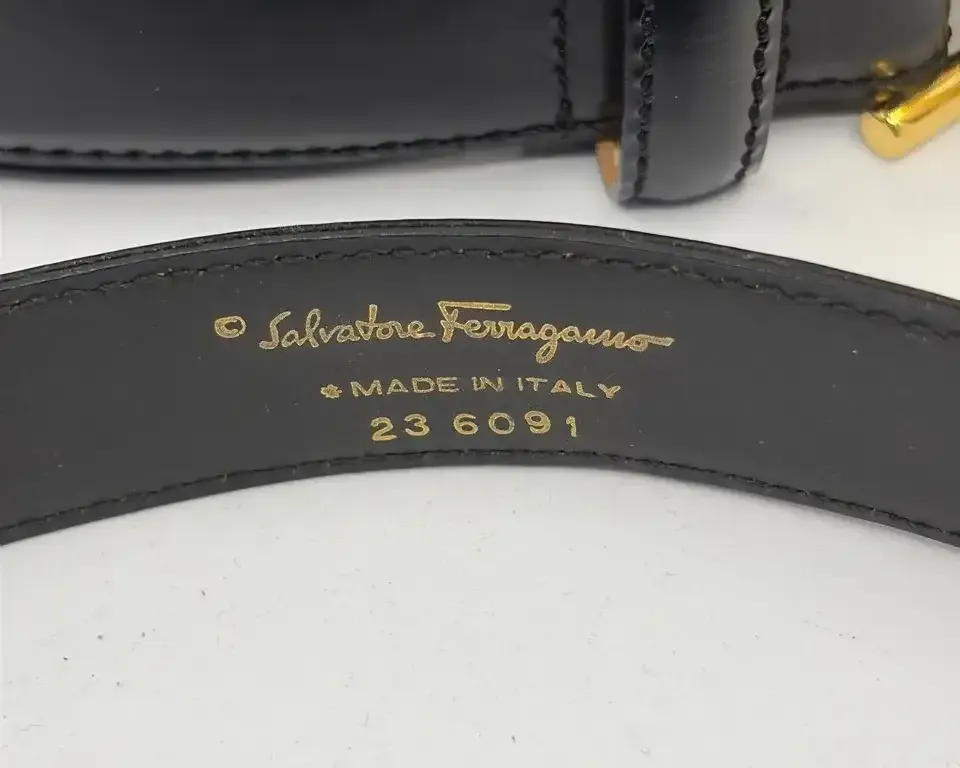 © Salvatore Ferragamo
*MADE IN ITALY
23 6091